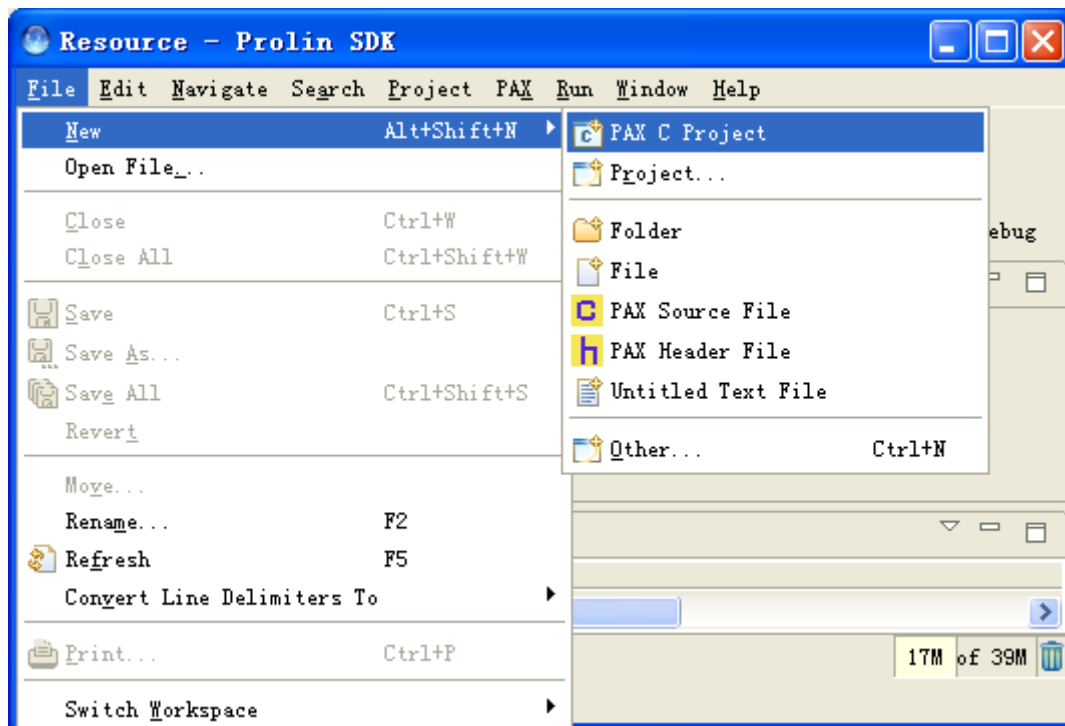 Resource - Prolin SDK
File Edit Navigate Search Project PAX Run Window Help
New Alt+Shift+N
Open File...
Close Ctrl+W
Close All Ctrl+Shift+W
Save Ctrl+S
Save As...
Save All Ctrl+Shift+S
Revert
Move...
Rename... F2
Refresh F5
Convert Line Delimiters To
Print... Ctrl+P
Switch Workspace
PAX C Project
Project...
Folder
File
PAX Source File
PAX Header File
Untitled Text File
Other... Ctrl+N
ebug
17M of 39M